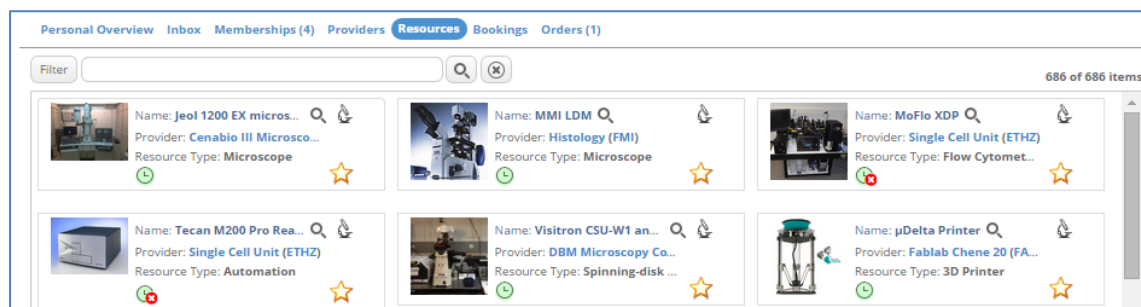 Personal Overview Inbox Memberships (4) Providers Resources Bookings Orders (1)
Filter
686 of 686 items
Name: Jeol 1200 EX micros...
Provider: Cenabio III Microsco...
Resource Type: Microscope
Name: MMI LDM
Provider: Histology (FMI)
Resource Type: Microscope
Name: MoFlo XDP
Provider: Single Cell Unit (ETHZ)
Resource Type: Flow Cytomet...
Name: Tecan M200 Pro Rea...
Provider: Single Cell Unit (ETHZ)
Resource Type: Automation
Name: Visitron CSU-W1 an...
Provider: DBM Microscopy Co...
Resource Type: Spinning-disk ...
Name: µDelta Printer
Provider: Fablab Chene 20 (FA...
Resource Type: 3D Printer